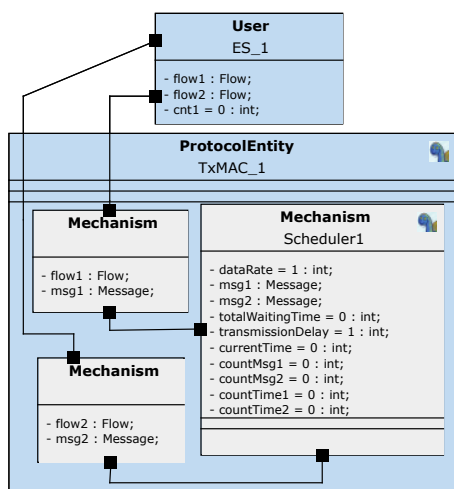 User
ES_1
- flow1 : Flow;
- flow2 : Flow;
- cnt1 = 0 : int;
ProtocolEntity
TxMAC_1
Mechanism
- flow1 : Flow;
- msg1 : Message;
Mechanism
Scheduler1
- dataRate = 1 : int;
- msg1 : Message;
- msg2 : Message;
- totalWaitingTime = 0 : int;
- transmissionDelay = 1 : int;
- currentTime = 0 : int;
- countMsg1 = 0 : int;
- countMsg2 = 0 : int;
- countTime1 = 0 : int;
- countTime2 = 0 : int;
Mechanism
- flow2 : Flow;
- msg2 : Message;